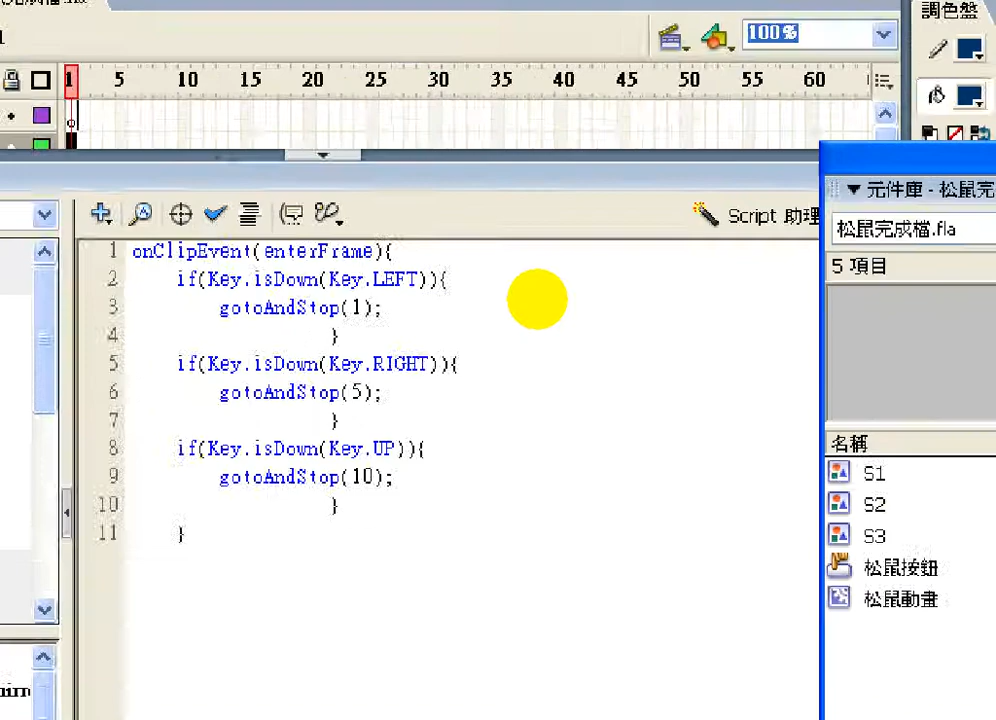 調色盤
1
100%
1 5 10 15 20 25 30 35 40 45 50 55 60
Script 助理
元件庫 - 松鼠完
松鼠完成檔.fla
5 項目
名稱
S1
S2
S3
松鼠按鈕
松鼠動畫
1 onClipEvent(enterFrame){
2 if(Key.isDown(Key.LEFT)){
3 gotoAndStop(1);
4 }
5 if(Key.isDown(Key.RIGHT)){
6 gotoAndStop(5);
7 }
8 if(Key.isDown(Key.UP)){
9 gotoAndStop(10);
10 }
11 }